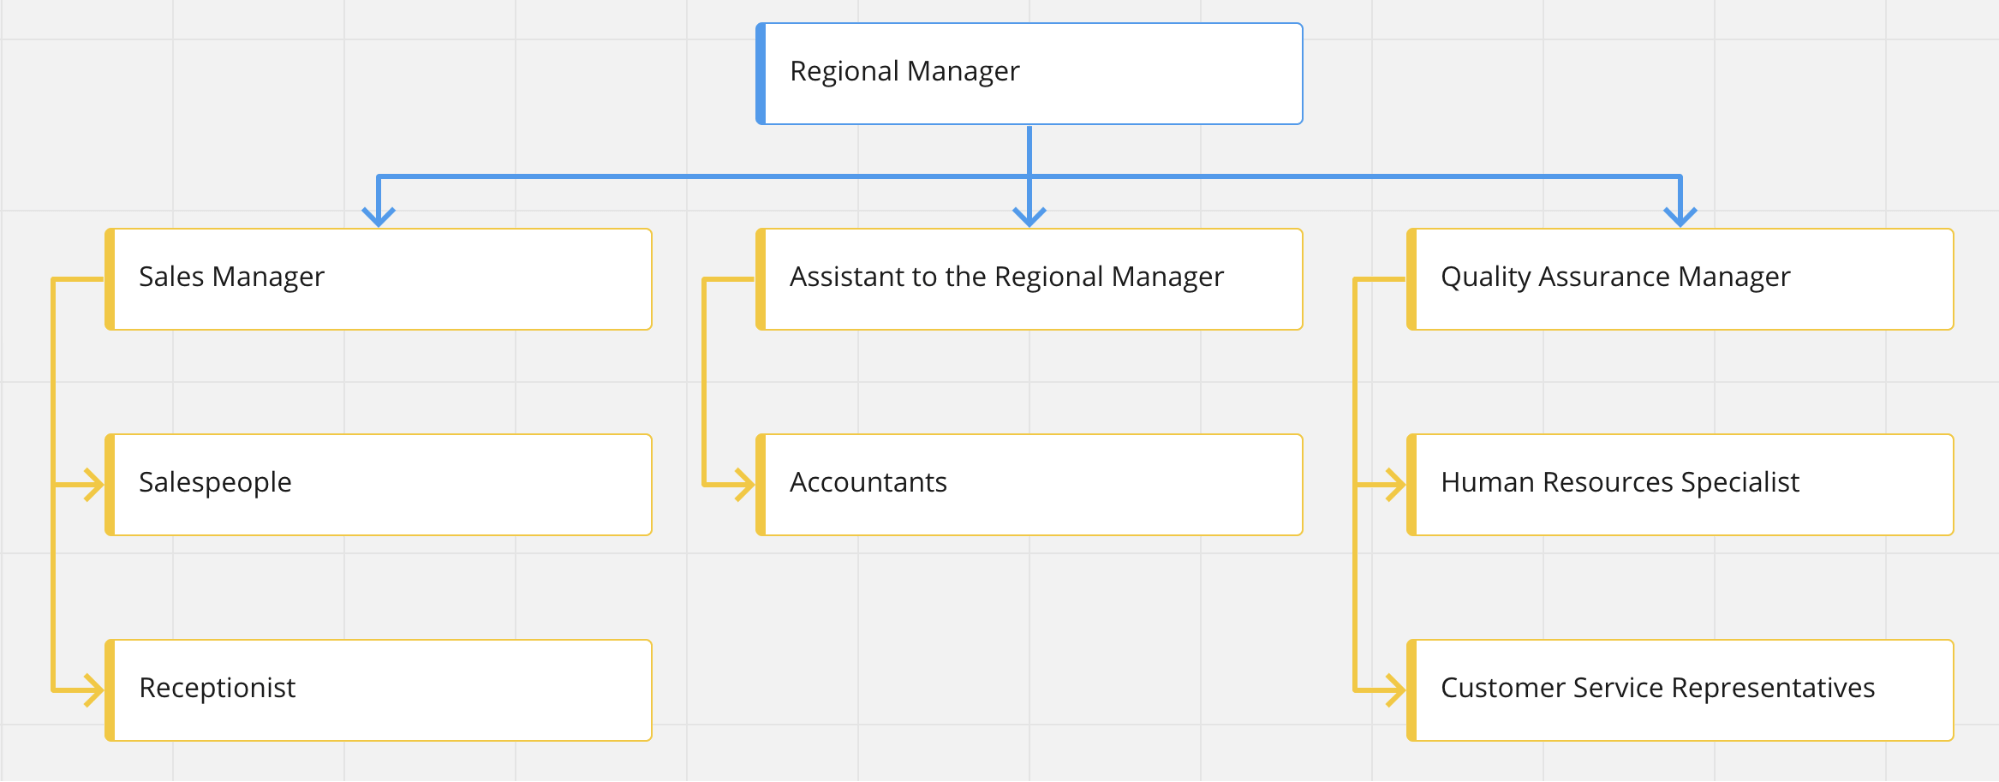 Regional Manager
Sales Manager
Assistant to the Regional Manager
Quality Assurance Manager
Salespeople
Accountants
Human Resources Specialist
Receptionist
Customer Service Representatives